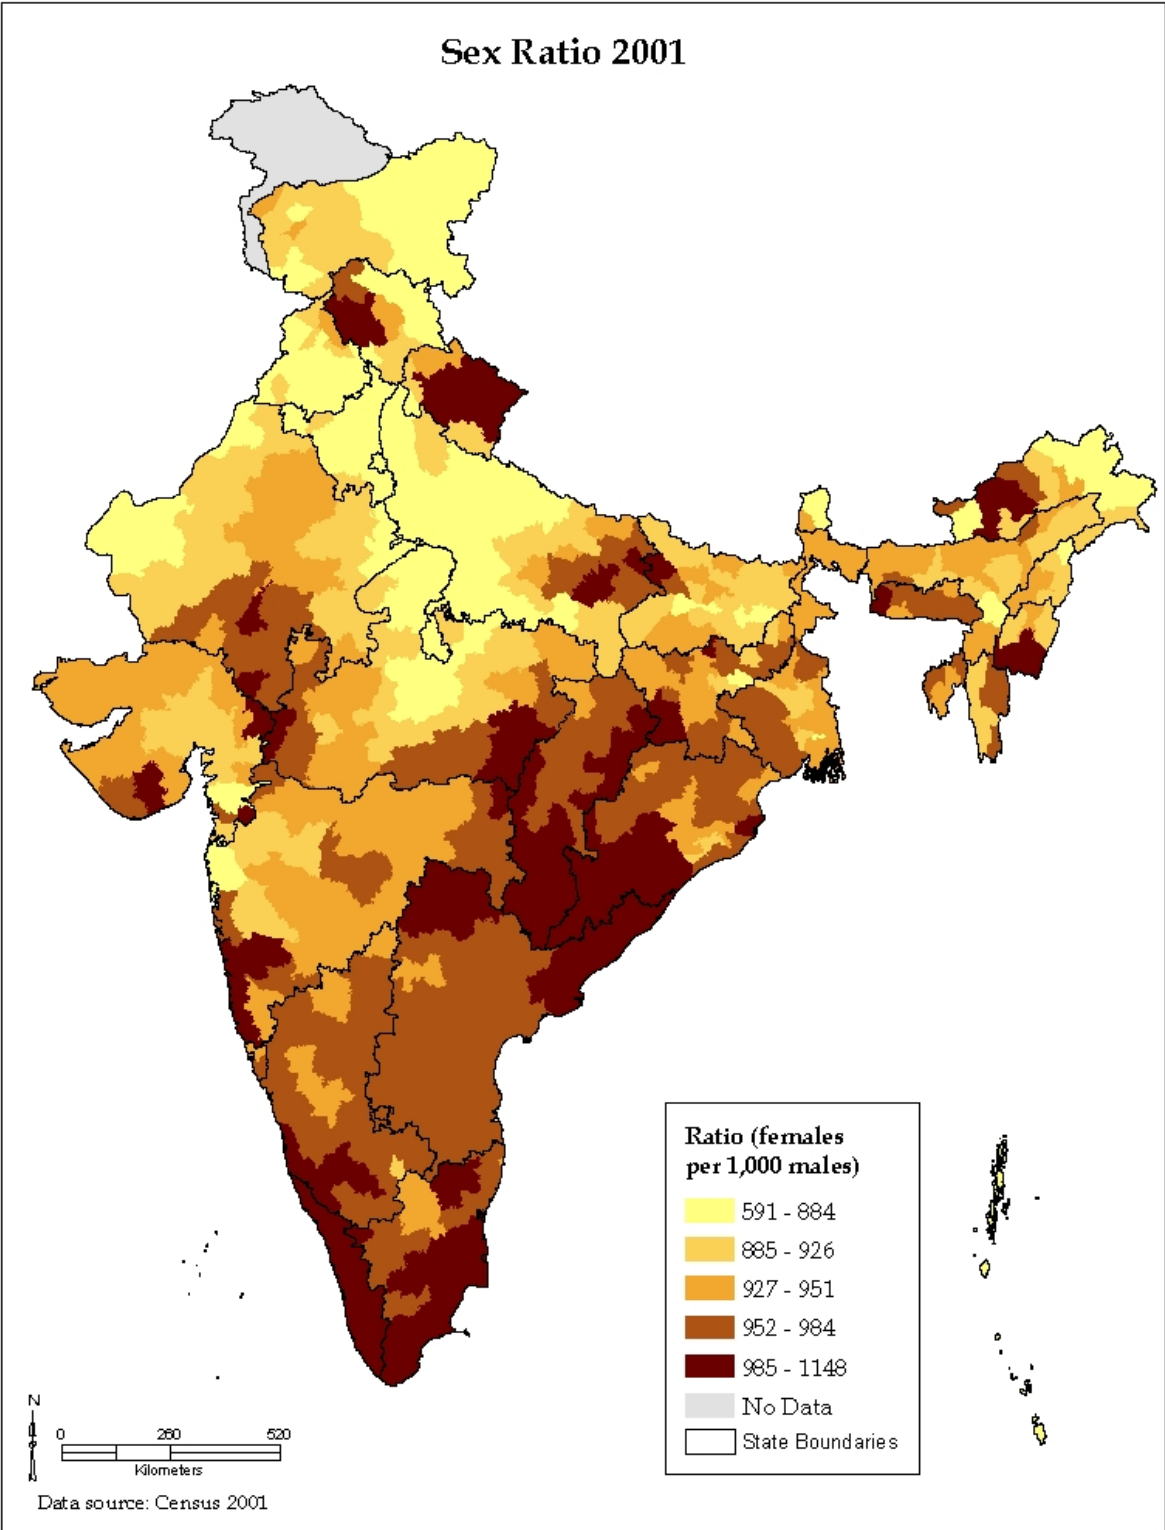 Sex Ratio 2001
Ratio (females
per 1,000 males)
591 - 884
885 - 926
927 - 951
952 - 984
985 - 1148
No Data
State Boundaries
N
0 260 520
Kilometers
Data source: Census 2001